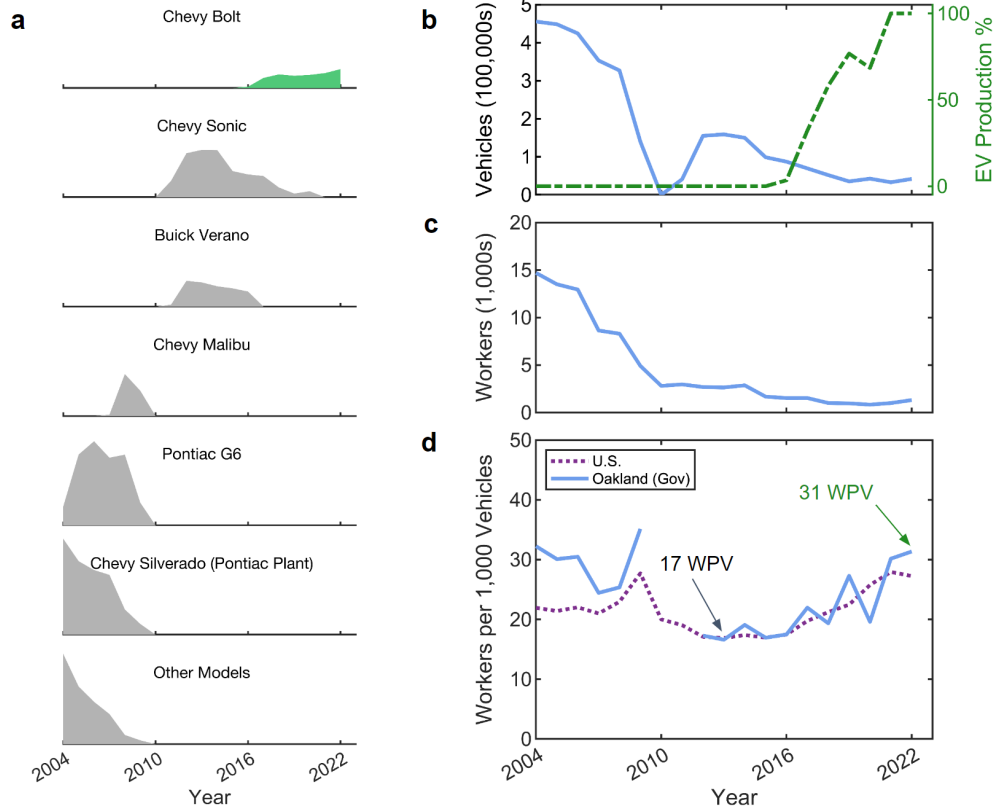 a
Chevy Bolt
Chevy Sonic
Buick Verano
Chevy Malibu
Pontiac G6
Chevy Silverado (Pontiac Plant)
Other Models
2004
2010
2016
2022
Year
b
5
4
3
2
1
0
Vehicles (100,000s)
100
50
0
EV Production %
c
20
15
10
5
0
Workers (1,000s)
d
50
40
30
20
10
0
Workers per 1,000 Vehicles
U.S.
Oakland (Gov)
31 WPV
17 WPV
2004
2010
2016
2022
Year